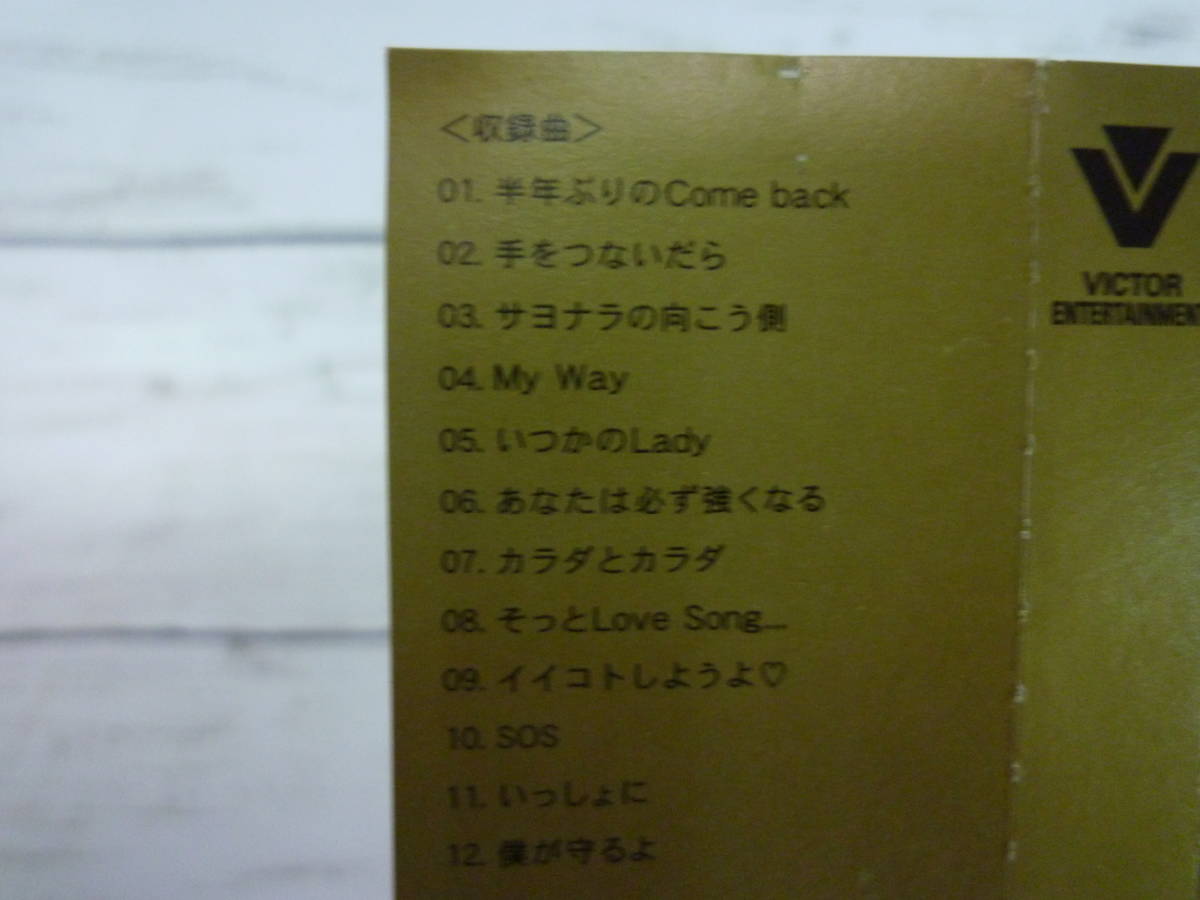 ＜収録曲＞
01. 半年ぶりのCome back
02. 手をつないだら
03. サヨナラの向こう側
04. My Way
05. いつかのLady
06. あなたは必ず強くなる
07. カラダとカラダ
08. そっとLove Song...
09. イイコトしようよ♡
10. SOS
11. いっしょに
12. 僕が守るよ
VICTOR
ENTERTAINMENT